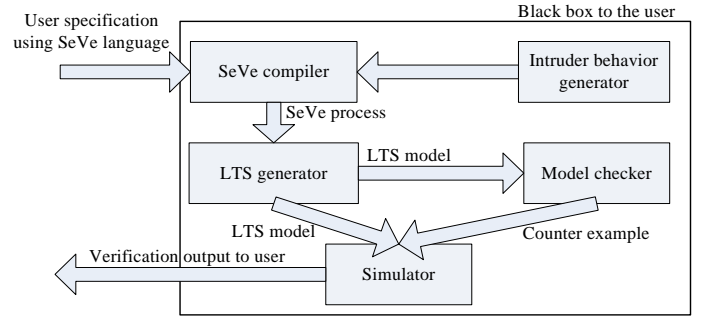 User specification
using SeVe language
Black box to the user
SeVe compiler
Intruder behavior
generator
SeVe process
LTS generator
LTS model
Model checker
LTS model
Counter example
Verification output to user
Simulator